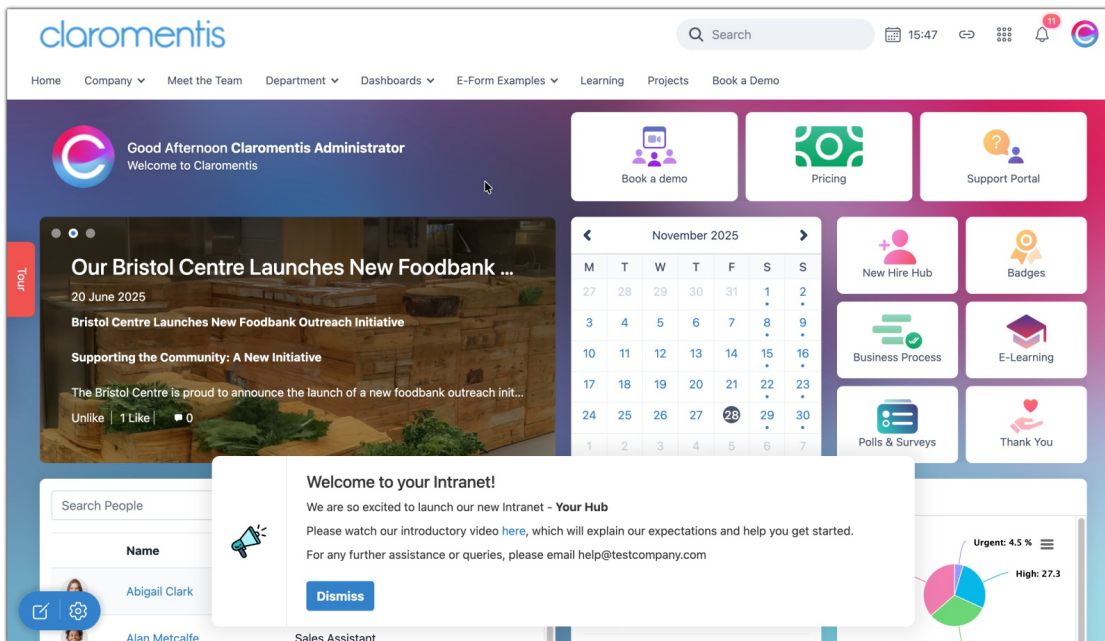 claromentis
Search
15:47
11
Home Company Meet the Team Department Dashboards E-Form Examples Learning Projects Book a Demo
Good Afternoon Claromentis Administrator
Welcome to Claromentis
Book a demo
Pricing
Support Portal
Tour
Our Bristol Centre Launches New Foodbank ...
20 June 2025
Bristol Centre Launches New Foodbank Outreach Initiative
Supporting the Community: A New Initiative
The Bristol Centre is proud to announce the launch of a new foodbank outreach init...
Unlike 1 Like 0
November 2025
M T W T F S S
27 28 29 30 31 1 2
3 4 5 6 7 8 9
10 11 12 13 14 15 16
17 18 19 20 21 22 23
24 25 26 27 28 29 30
1 2 3 4 5 6 7
New Hire Hub
Badges
Business Process
E-Learning
Polls & Surveys
Thank You
Search People
Name
Abigail Clark
Alan Metcalfe Sales Assistant
Welcome to your Intranet!
We are so excited to launch our new Intranet - Your Hub
Please watch our introductory video here, which will explain our expectations and help you get started.
For any further assistance or queries, please email help@testcompany.com
Dismiss
Urgent: 4.5 %
High: 27.3